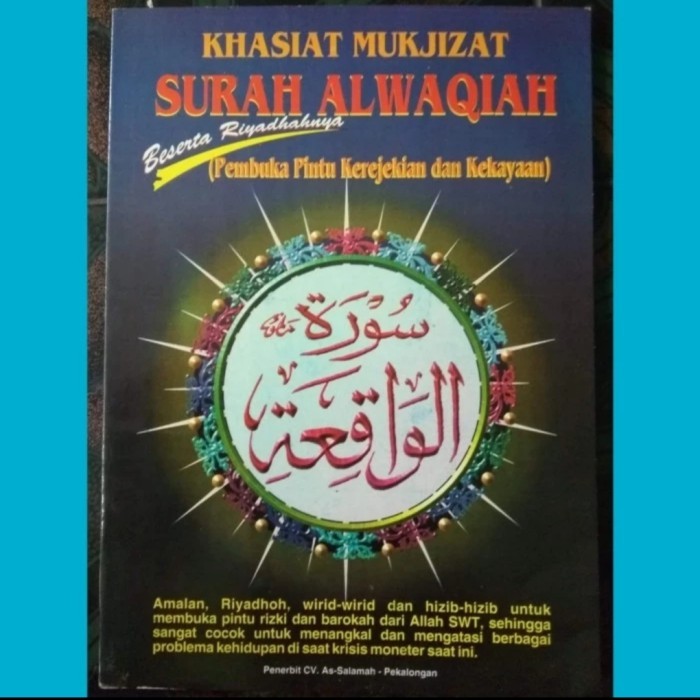 KHASIAT MUKJIZAT
SURAH ALWAQIAH
Beserta Riyadhahnya
(Pembuka Pintu Kerejekian dan Kekayaan)
سُورَة
الوَاقِعَة
Amalan, Riyadhoh, wirid-wirid dan hizib-hizib untuk
membuka pintu rizki dan barokah dari Allah SWT, sehingga
sangat cocok untuk menangkal dan mengatasi berbagai
problema kehidupan di saat krisis moneter saat ini.
Penerbit CV. As-Salamah - Pekalongan